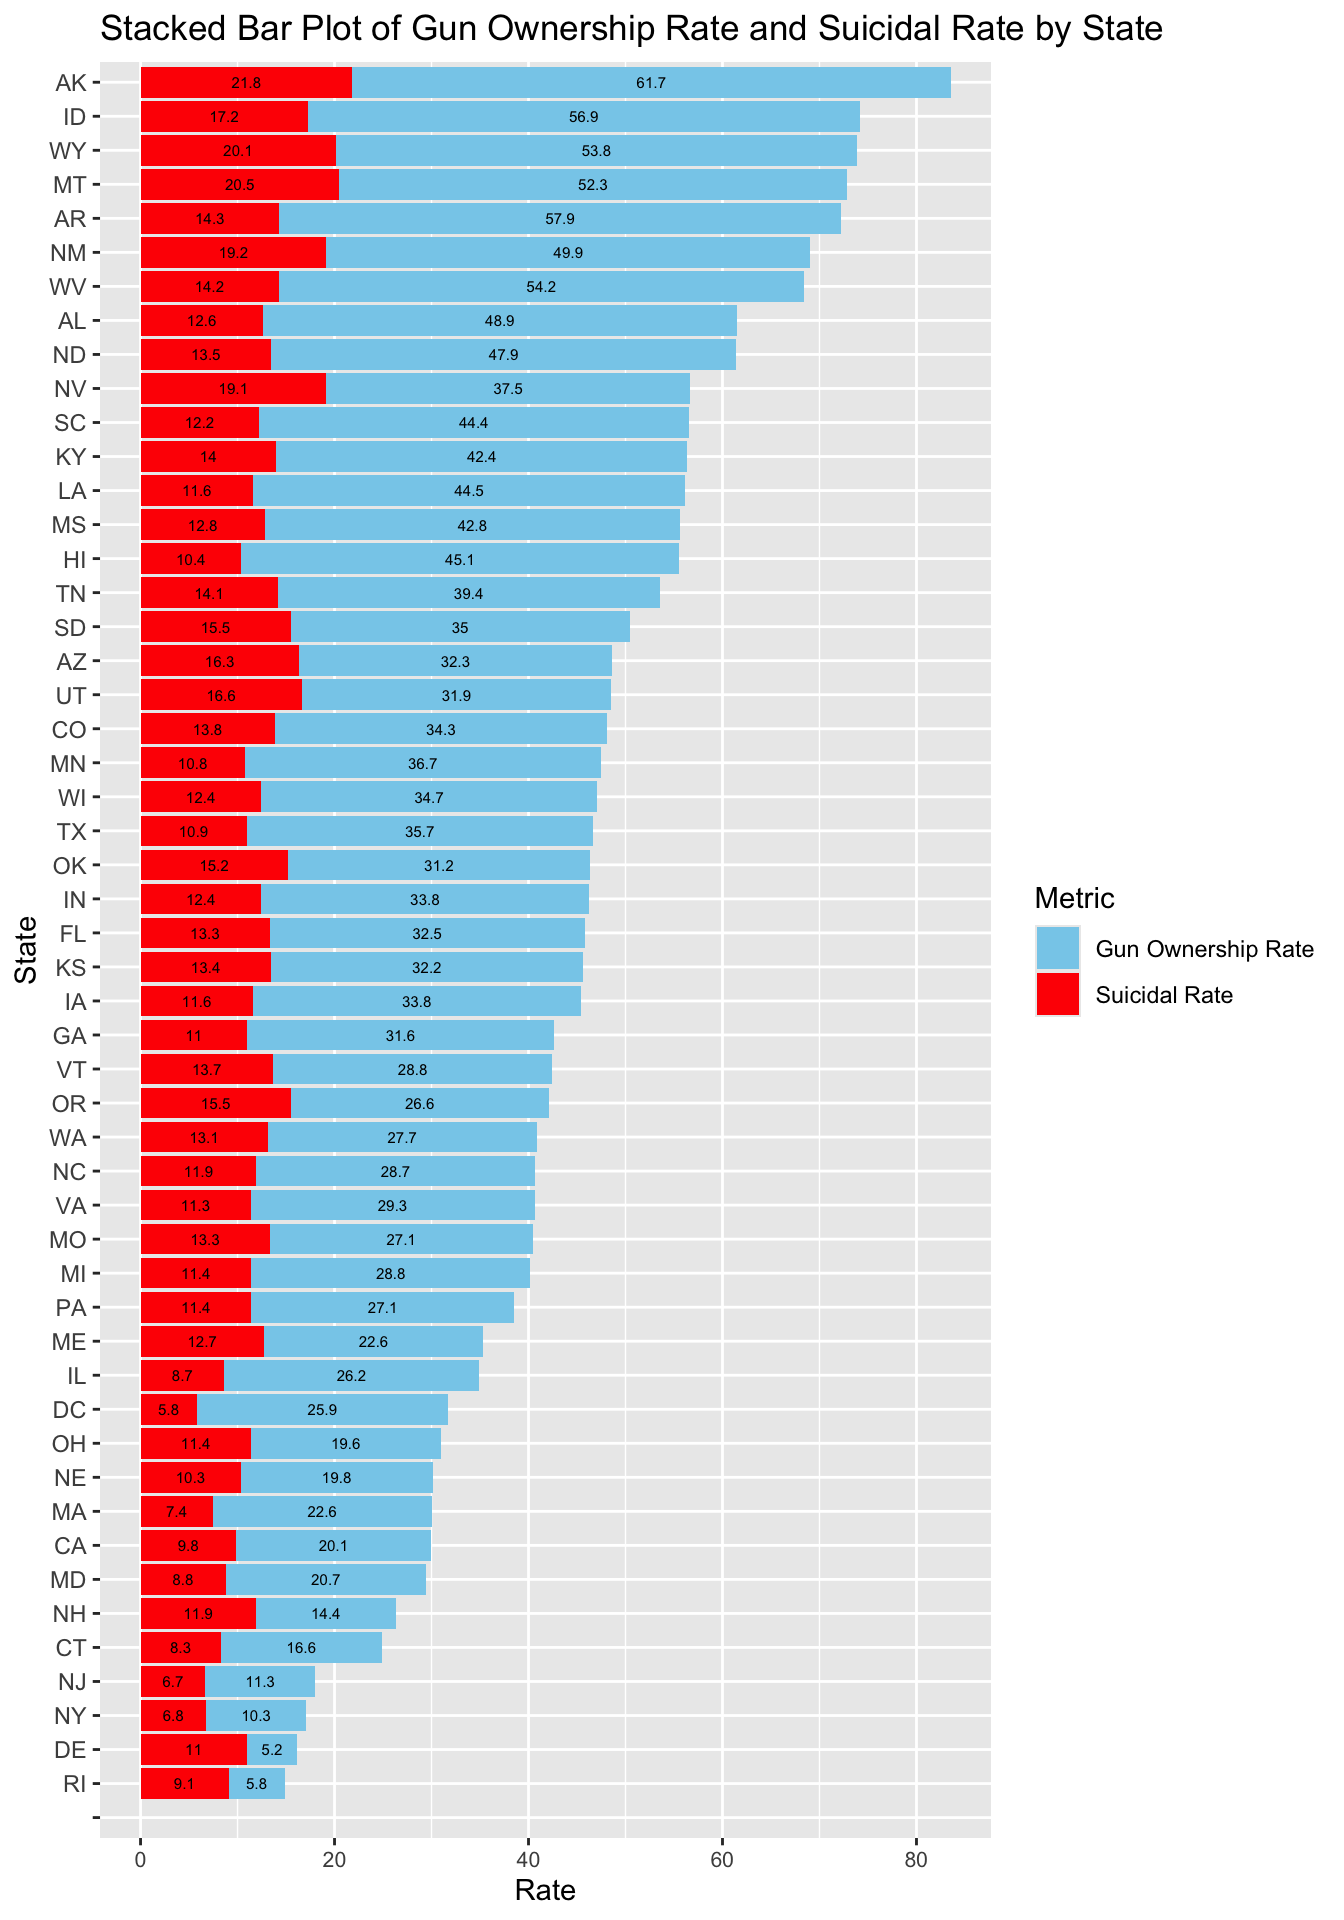 Stacked Bar Plot of Gun Ownership Rate and Suicidal Rate by State
AK 21.8 61.7
ID 17.2 56.9
WY 20.1 53.8
MT 20.5 52.3
AR 14.3 57.9
NM 19.2 49.9
WV 14.2 54.2
AL 12.6 48.9
ND 13.5 47.9
NV 19.1 37.5
SC 12.2 44.4
KY 14 42.4
LA 11.6 44.5
MS 12.8 42.8
HI 10.4 45.1
TN 14.1 39.4
SD 15.5 35
AZ 16.3 32.3
UT 16.6 31.9
CO 13.8 34.3
MN 10.8 36.7
WI 12.4 34.7
TX 10.9 35.7
OK 15.2 31.2
IN 12.4 33.8
FL 13.3 32.5
KS 13.4 32.2
IA 11.6 33.8
GA 11 31.6
VT 13.7 28.8
OR 15.5 26.6
WA 13.1 27.7
NC 11.9 28.7
VA 11.3 29.3
MO 13.3 27.1
MI 11.4 28.8
PA 11.4 27.1
ME 12.7 22.6
IL 8.7 26.2
DC 5.8 25.9
OH 11.4 19.6
NE 10.3 19.8
MA 7.4 22.6
CA 9.8 20.1
MD 8.8 20.7
NH 11.9 14.4
CT 8.3 16.6
NJ 6.7 11.3
NY 6.8 10.3
DE 11 5.2
RI 9.1 5.8
0 20 40 60 80
Rate
State
Metric
Gun Ownership Rate
Suicidal Rate